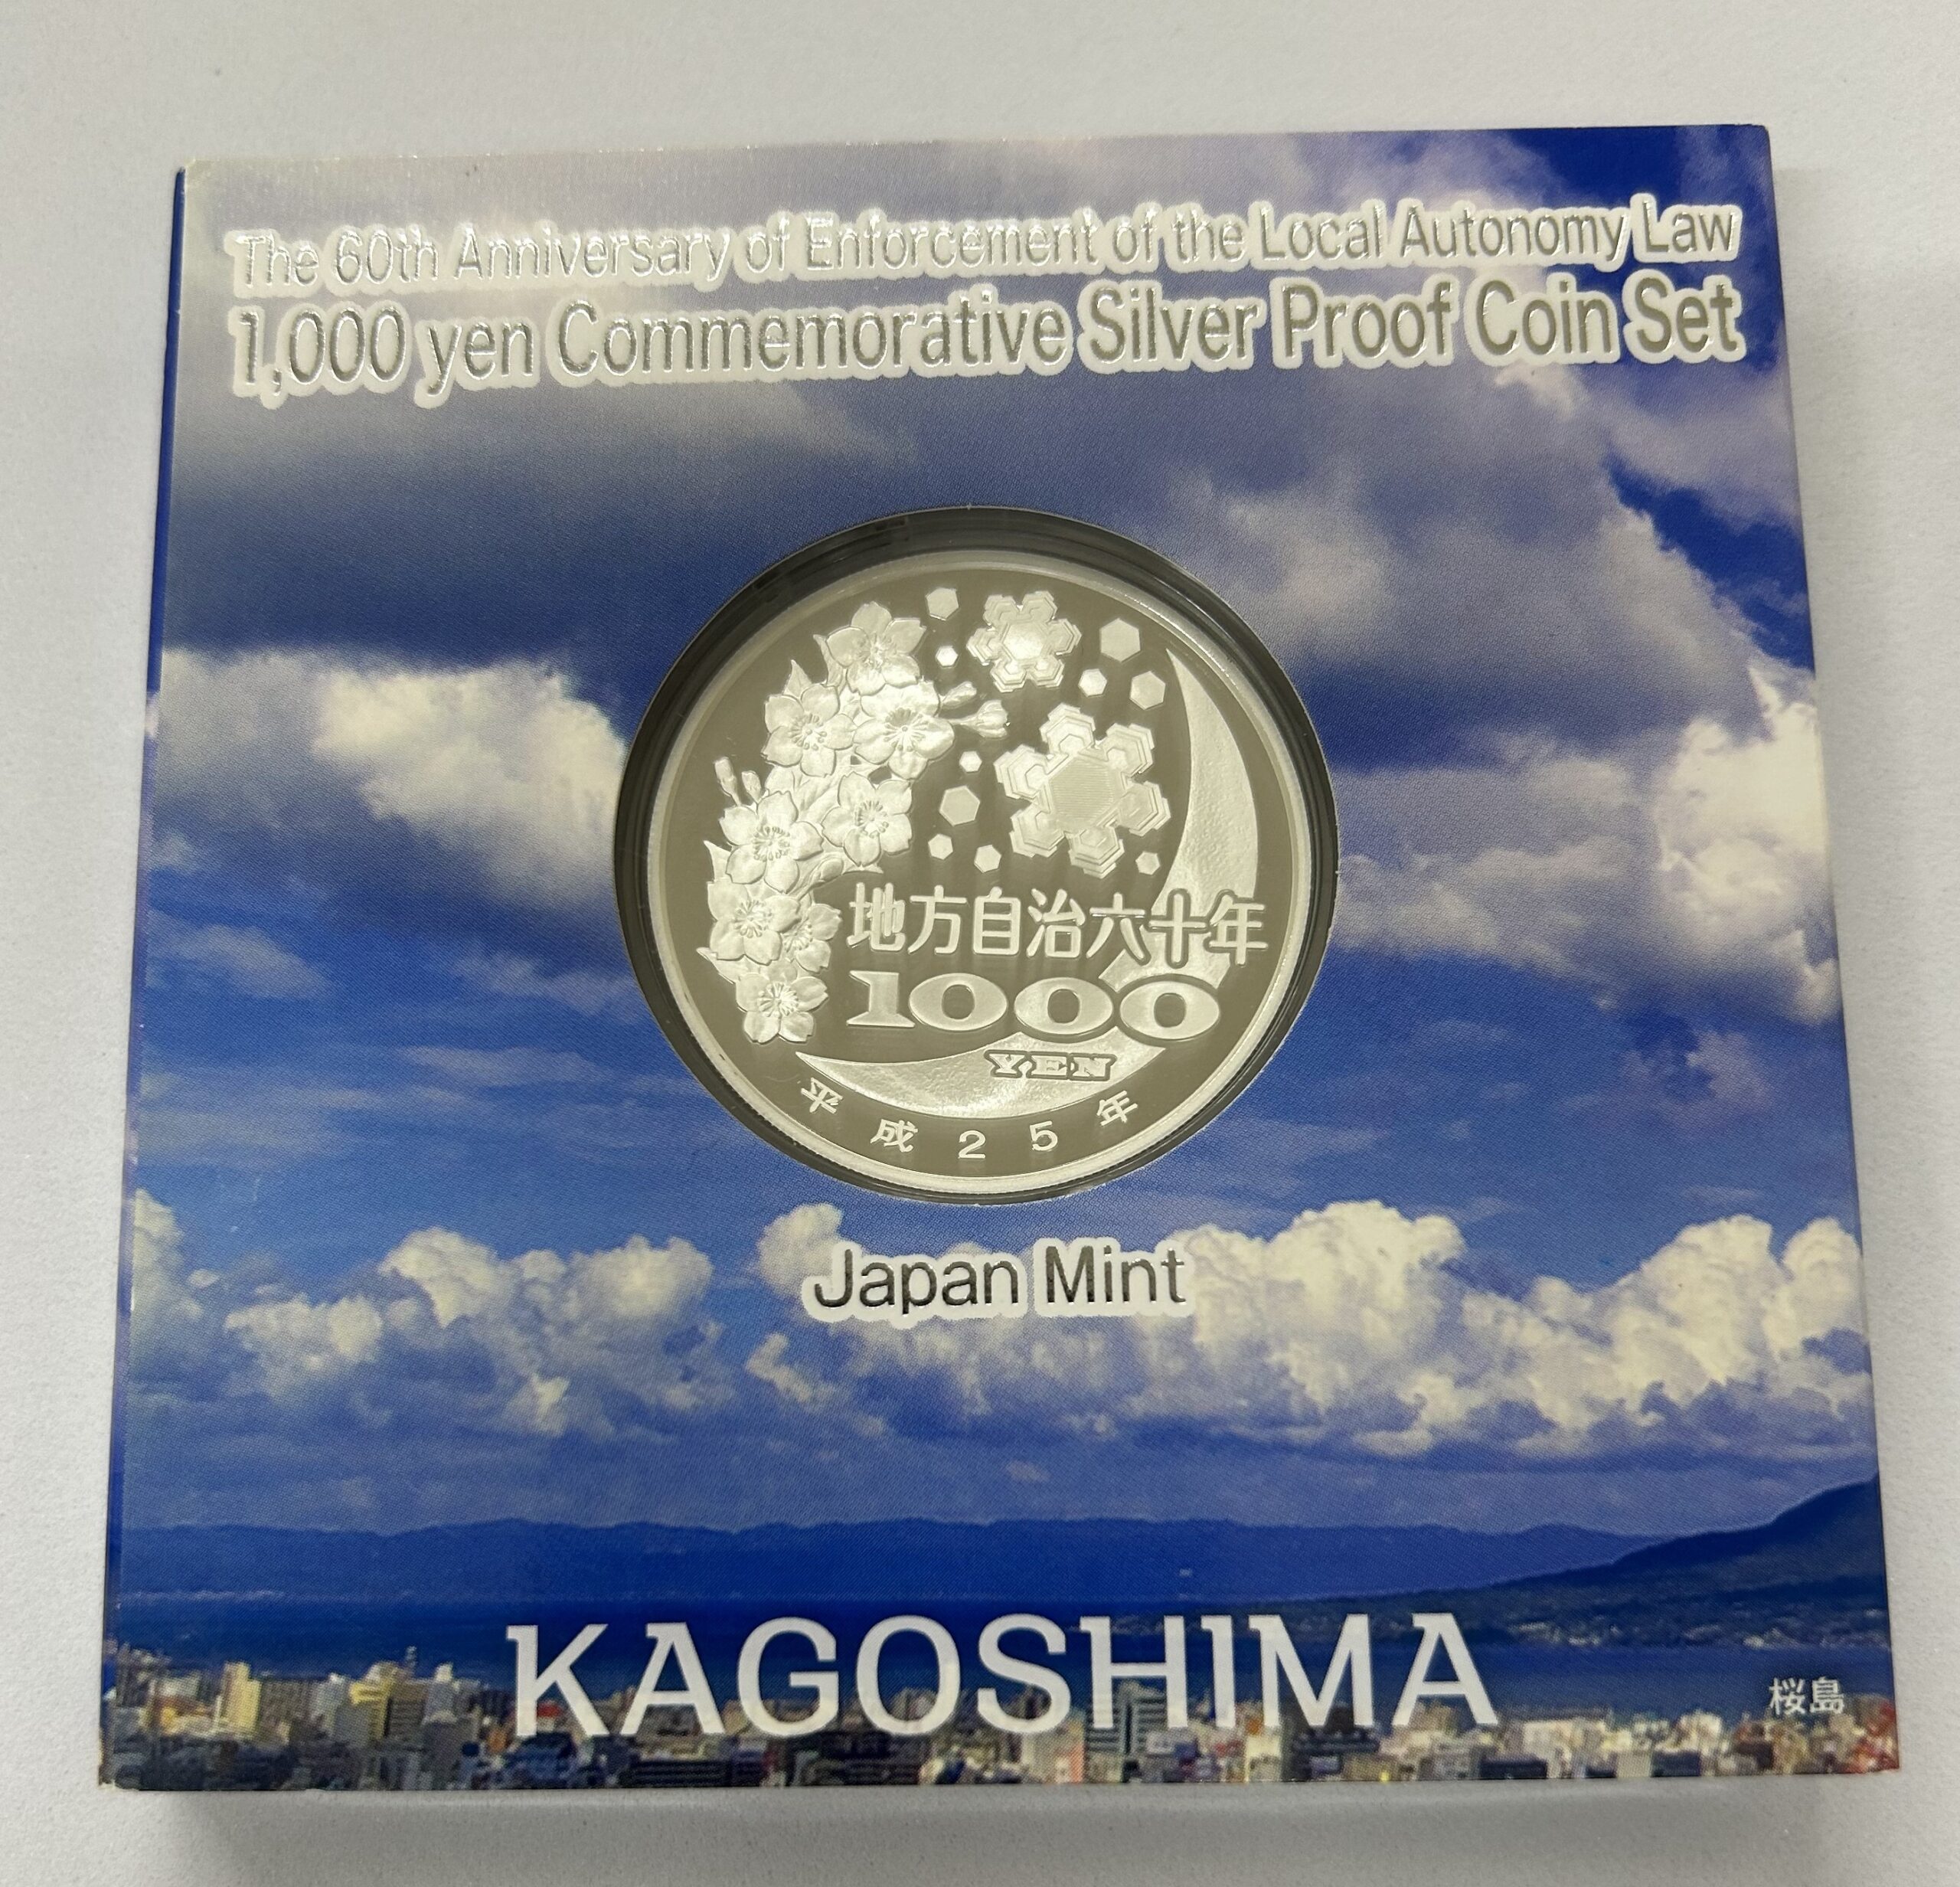 The 60th Anniversary of Enforcement of the Local Autonomy Law
1,000 yen Commemorative Silver Proof Coin Set
地方自治六十年
1000
YEN
平成25年
Japan Mint
KAGOSHIMA
桜島